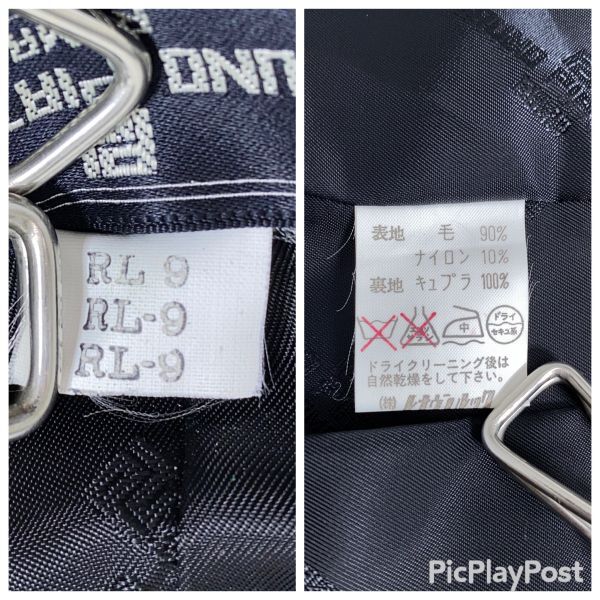 RL 9
RL-9
RL-9
表地 毛 90%
ナイロン 10%
裏地 キュプラ 100%
中
ドライ
セキユ系
ドライクリーニング後は
自然乾燥をして下さい。
(株)
PicPlayPost